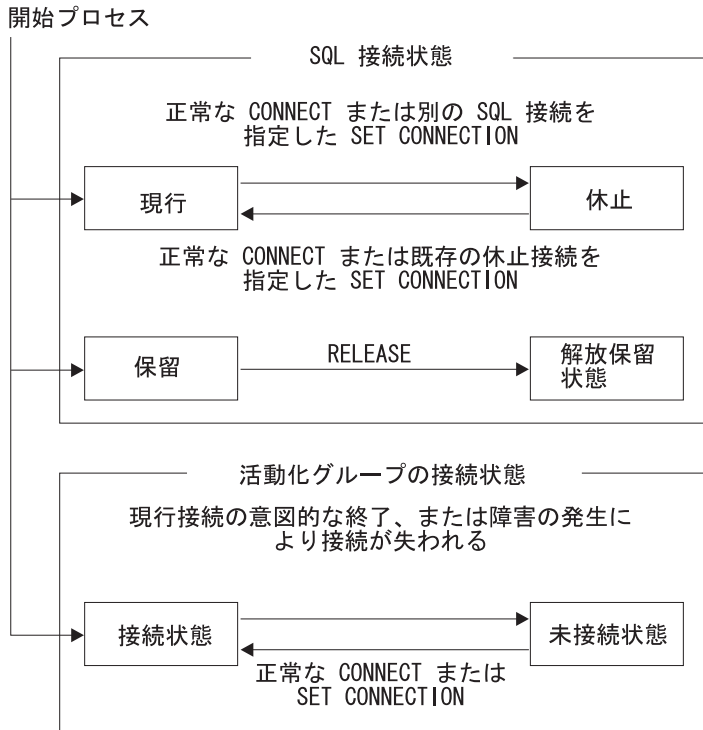 開始プロセス
SQL 接続状態
正常な CONNECT または別の SQL 接続を
指定した SET CONNECTION
現行
休止
正常な CONNECT または既存の休止接続を
指定した SET CONNECTION
保留
RELEASE
解放保留
状態
活動化グループの接続状態
現行接続の意図的な終了、または障害の発生に
より接続が失われる
接続状態
未接続状態
正常な CONNECT または
SET CONNECTION